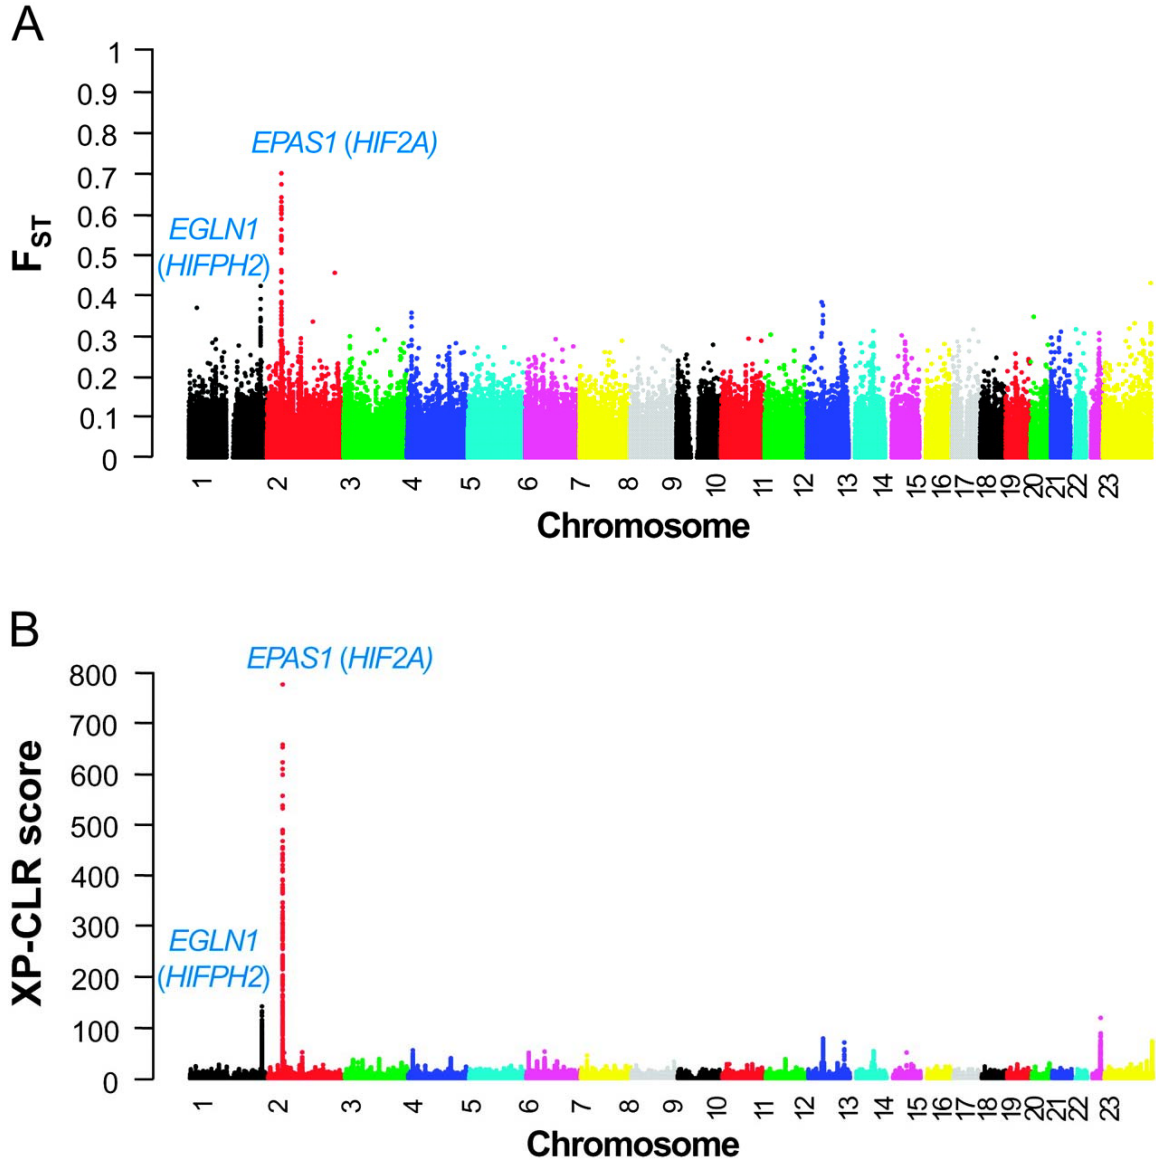 A
1
0.9
0.8
0.7
0.6
0.5
0.4
0.3
0.2
0.1
0
F_ST
EPAS1 (HIF2A)
EGLN1
(HIFPH2)
1 2 3 4 5 6 7 8 9 10 11 12 13 14 15 16 17 18 19 20 21 22 23
Chromosome
B
800
700
600
500
400
300
200
100
0
XP-CLR score
EPAS1 (HIF2A)
EGLN1
(HIFPH2)
1 2 3 4 5 6 7 8 9 10 11 12 13 14 15 16 17 18 19 20 21 22 23
Chromosome